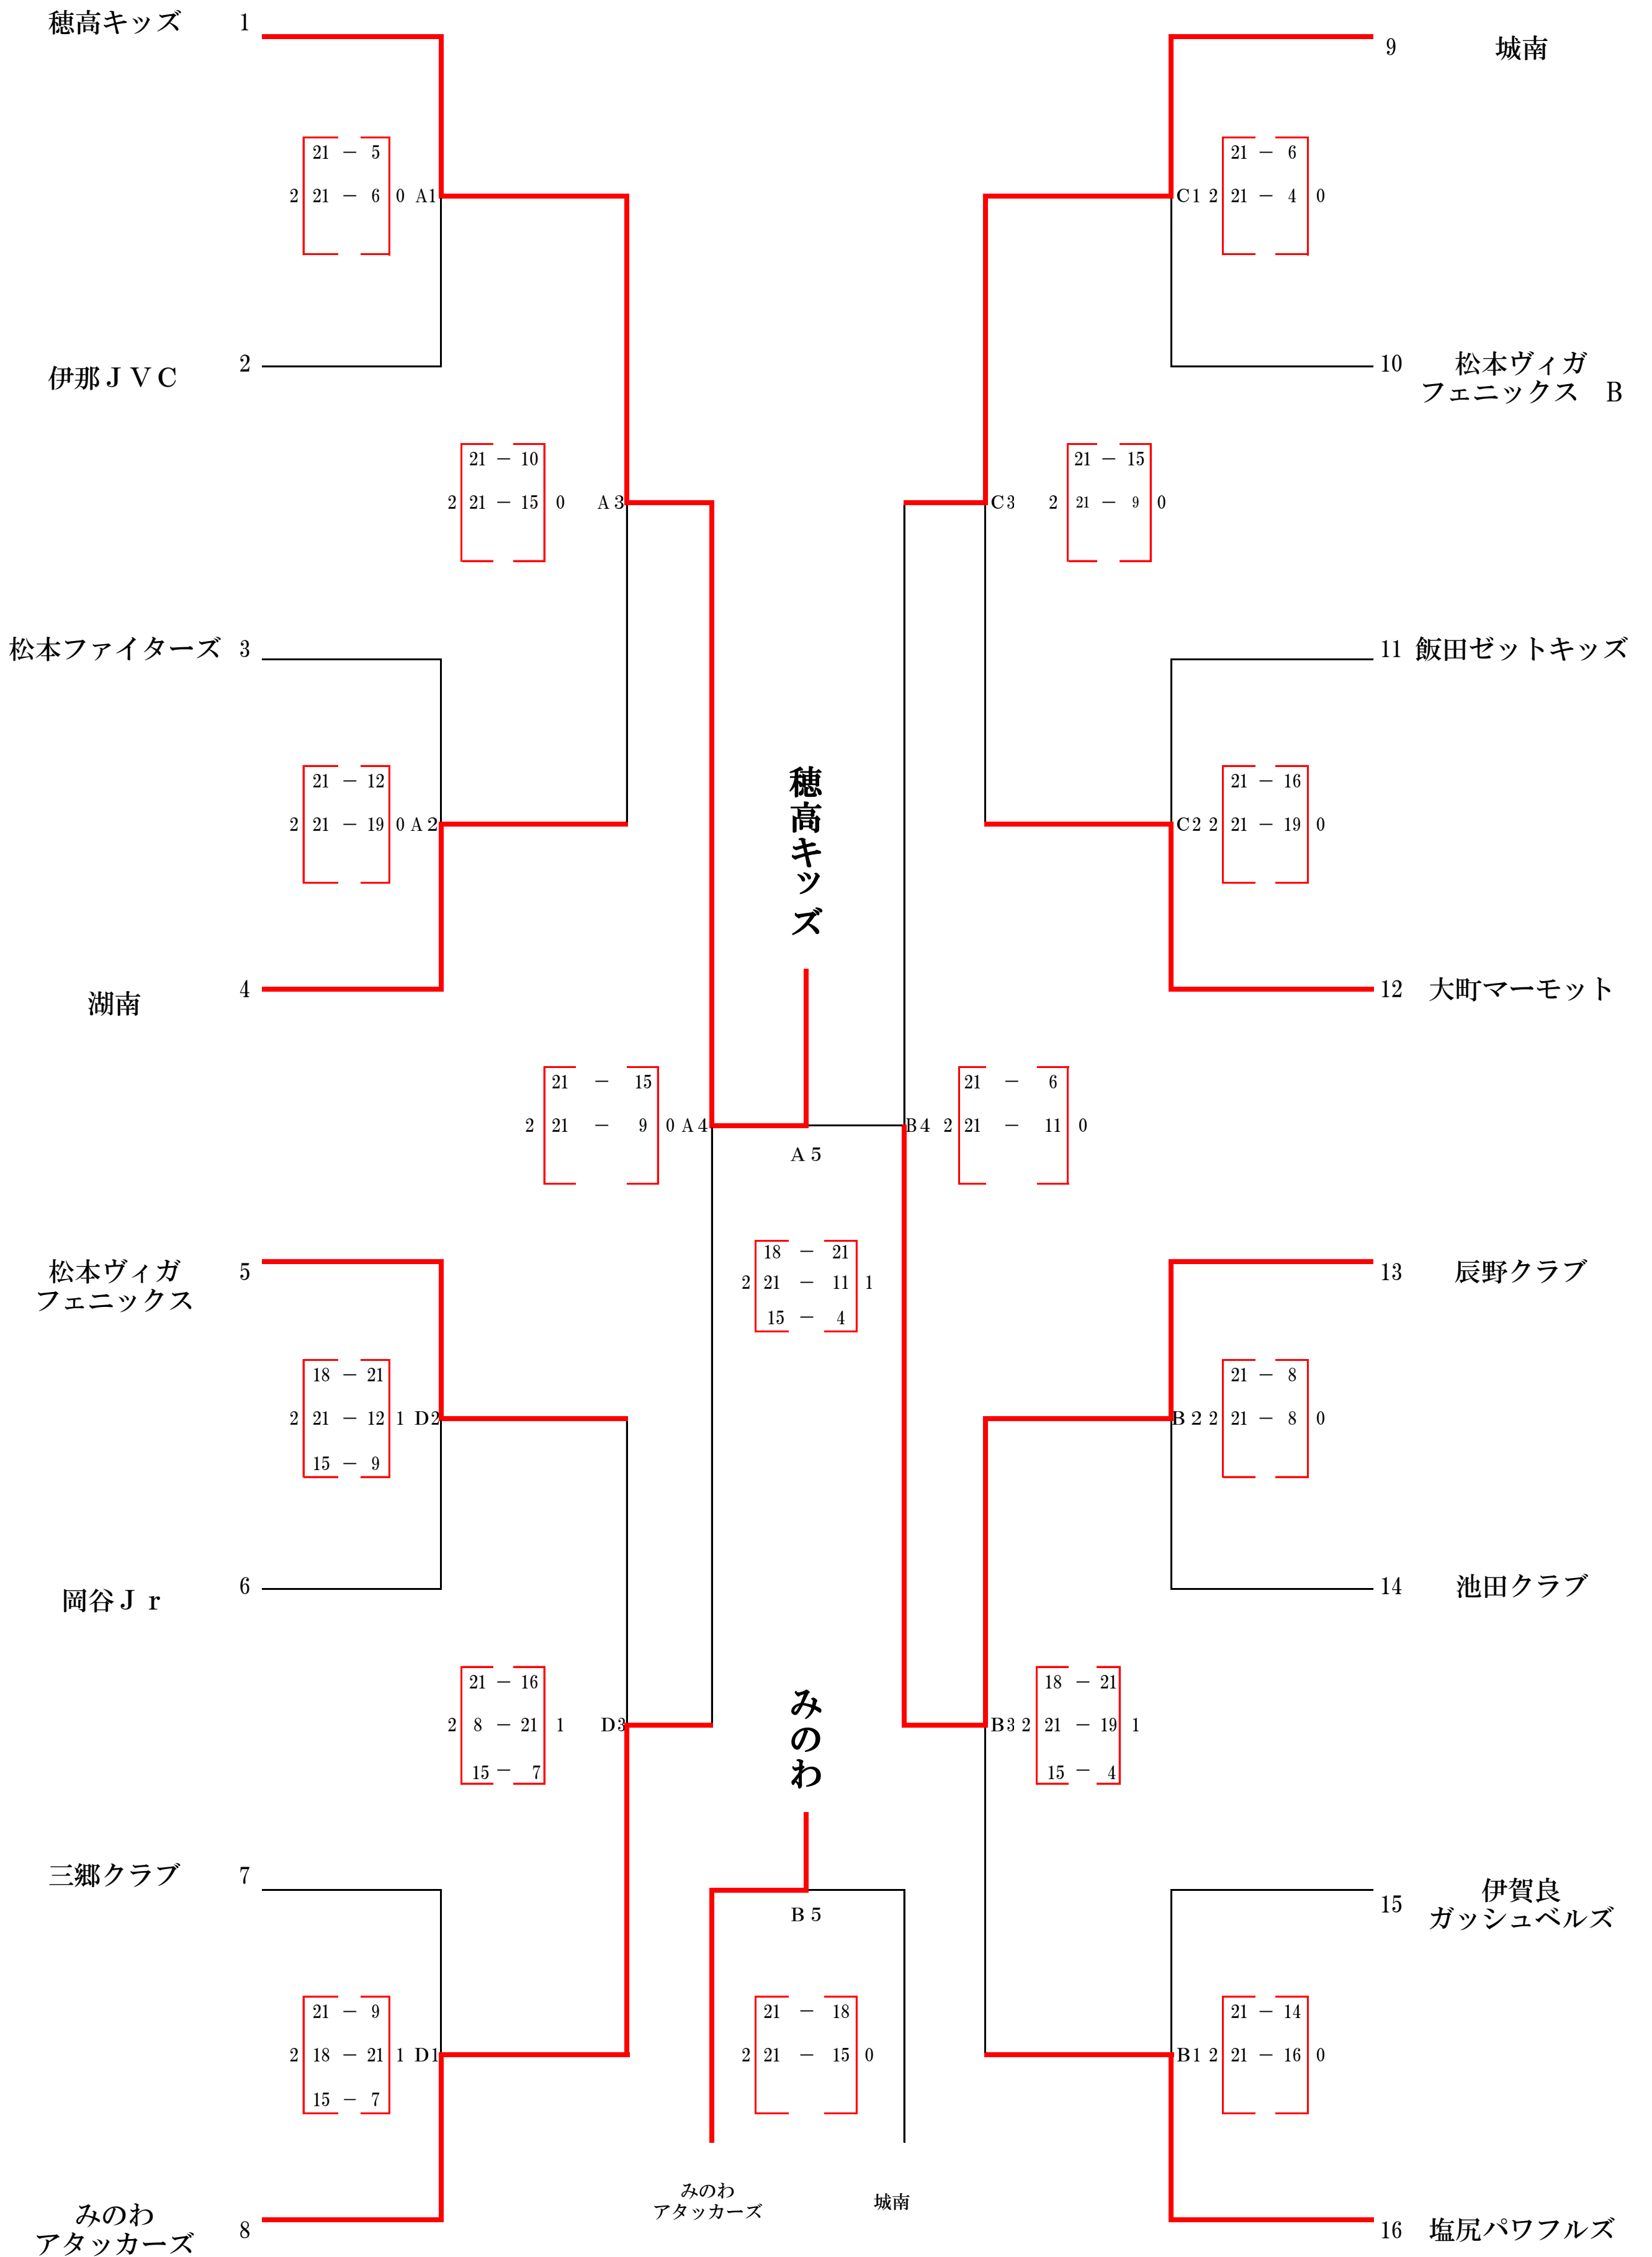 穂高キッズ 1
21 － 5
2 21 － 6 0 A1
伊那ＪＶＣ 2
21 － 10
2 21 － 15 0 A３
松本ファイターズ 3
21 － 12
2 21 － 19 0 A２
湖南 4
21 － 15
2 21 － 9 0 A４
松本ヴィガ
フェニックス 5
18 － 21
2 21 － 12 1 D2
15 － 9
岡谷Ｊｒ 6
21 － 16
2 8 － 21 1 D3
15 － 7
三郷クラブ 7
21 － 9
2 18 － 21 1 D1
15 － 7
みのわ
アタッカーズ 8
穂高キッズ
A５
18 － 21
2 21 － 11 1
15 － 4
みのわ
B５
21 － 18
2 21 － 15 0
みのわ
アタッカーズ
城南
9 城南
21 － 6
C1 2 21 － 4 0
10 松本ヴィガ
フェニックス　B
21 － 15
C3 2 21 － 9 0
11 飯田ゼットキッズ
21 － 16
C2 2 21 － 19 0
12 大町マーモット
21 － 6
B４ 2 21 － 11 0
13 辰野クラブ
21 － 8
B２ 2 21 － 8 0
14 池田クラブ
18 － 21
B3 2 21 － 19 1
15 － 4
15 伊賀良
ガッシュベルズ
21 － 14
B1 2 21 － 16 0
16 塩尻パワフルズ